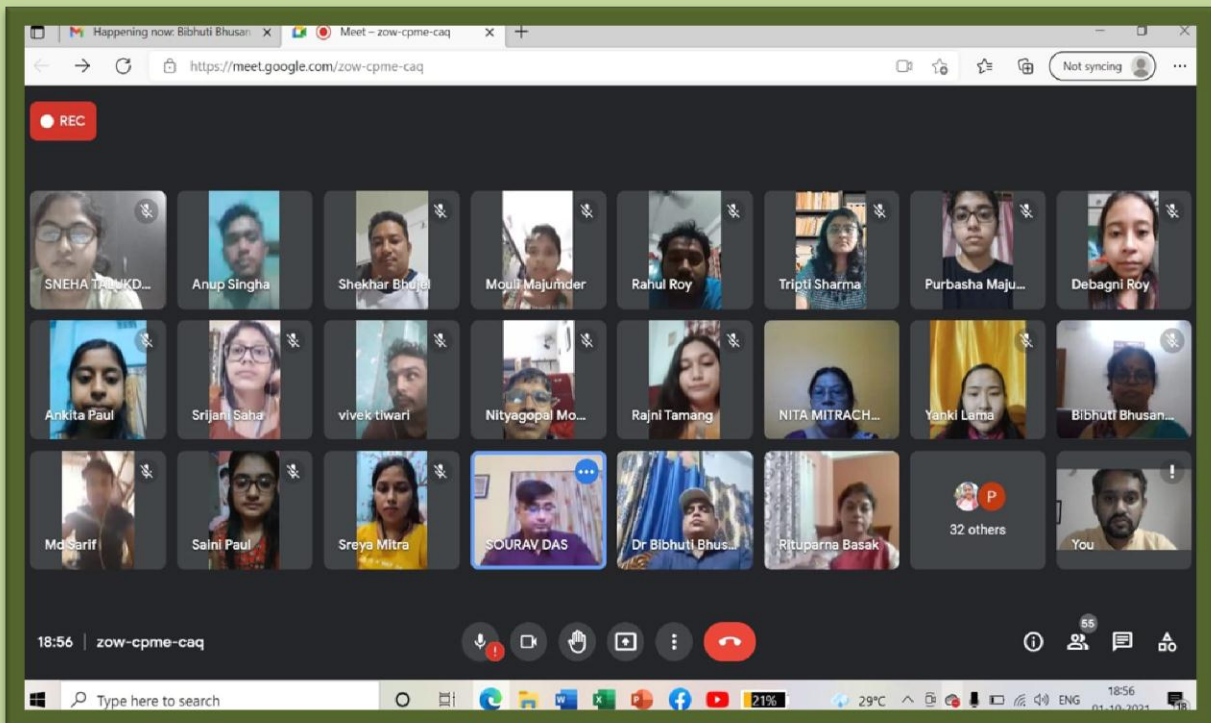 Happening now: Bibhuti Bhusan
Meet – zow-cpme-caq
https://meet.google.com/zow-cpme-caq
Not syncing
REC
SNEHA TALUKD...
Anup Singha
Shekhar Bhujel
Mouli Majumder
Rahul Roy
Tripti Sharma
Purbasha Maju...
Debagni Roy
Ankita Paul
Srijani Saha
vivek tiwari
Nityagopal Mo...
Rajni Tamang
NITA MITRACH...
Yanki Lama
Bibhuti Bhusan...
Md Sarif
Saini Paul
Sreya Mitra
SOURAV DAS
Dr Bibhuti Bhus...
Rituparna Basak
P
32 others
You
18:56 | zow-cpme-caq
55
Type here to search
21%
29°C
ENG
18:56
01-10-2021
18